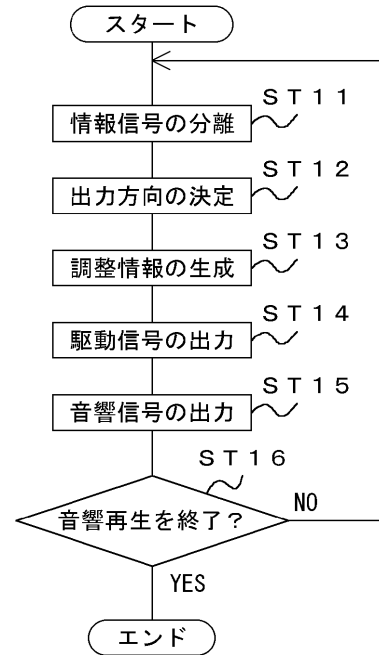 スタート
ＳＴ１１
情報信号の分離
ＳＴ１２
出力方向の決定
ＳＴ１３
調整情報の生成
ＳＴ１４
駆動信号の出力
ＳＴ１５
音響信号の出力
ＳＴ１６
音響再生を終了？
NO
YES
エンド